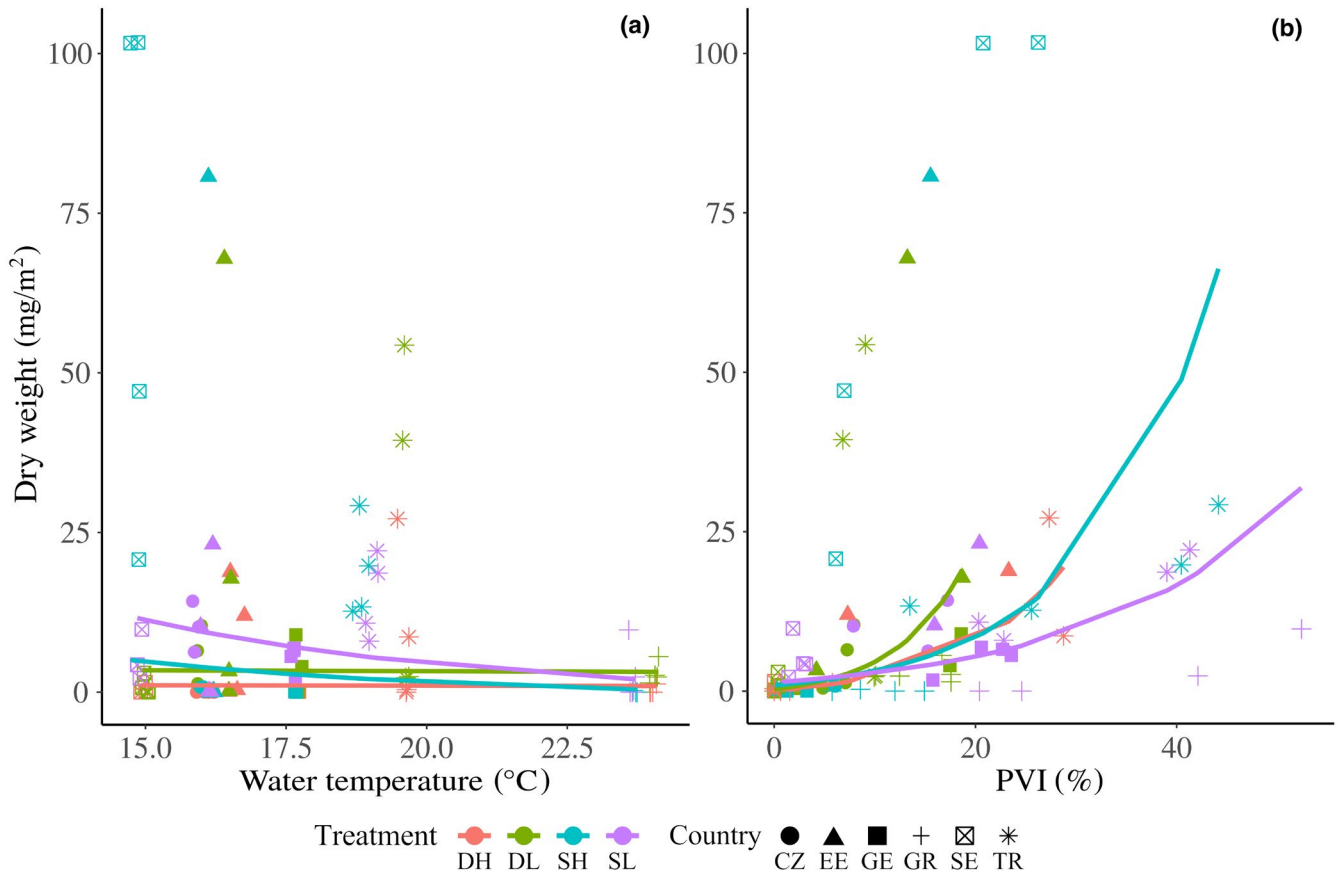 (a)
(b)
Dry weight (mg/m²)
100
75
50
25
0
15.0 17.5 20.0 22.5
Water temperature (°C)
100
75
50
25
0
0 20 40
PVI (%)
Treatment DH DL SH SL Country CZ EE GE GR SE TR